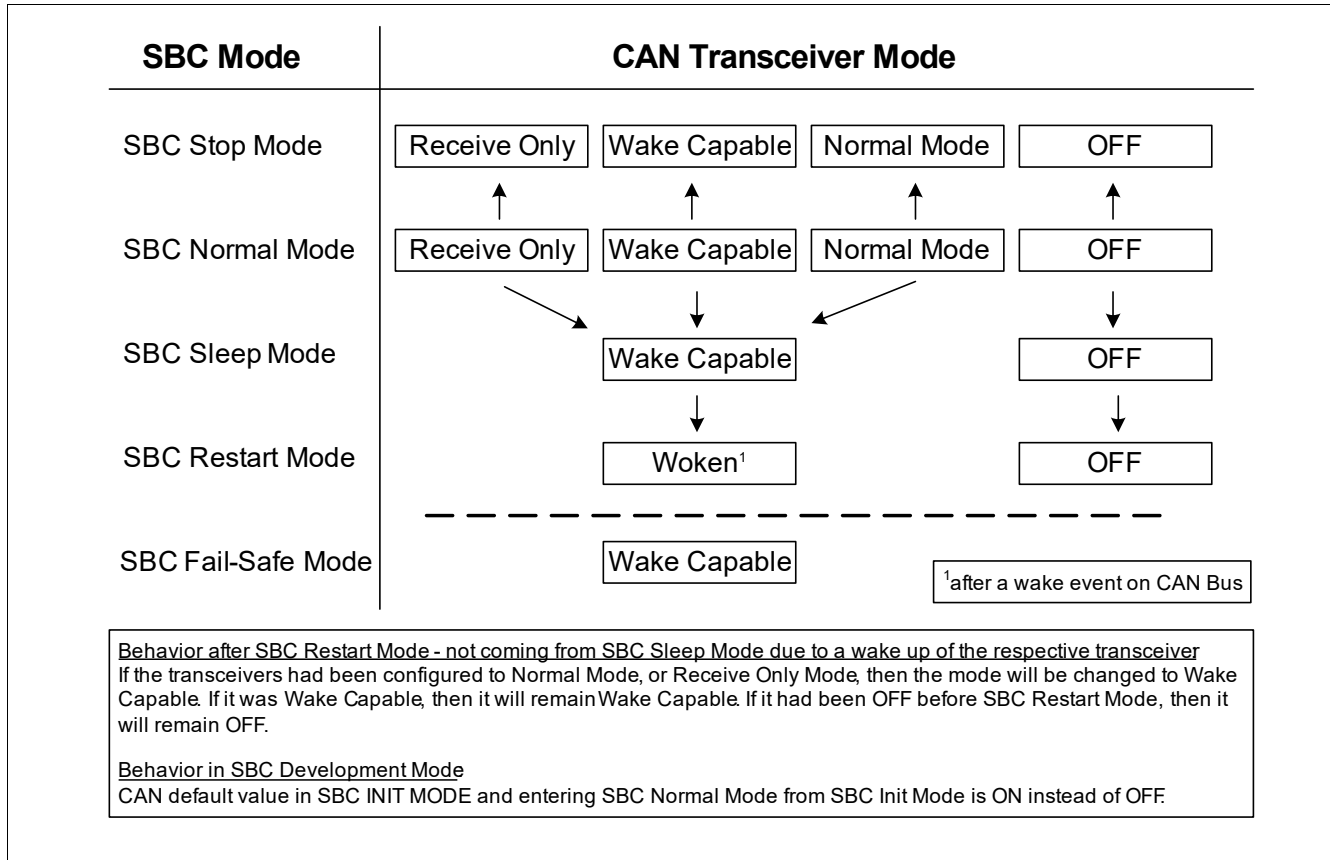 SBC Mode CAN Transceiver Mode
SBC Stop Mode Receive Only Wake Capable Normal Mode OFF
SBC Normal Mode Receive Only Wake Capable Normal Mode OFF
SBC Sleep Mode Wake Capable OFF
SBC Restart Mode Woken¹ OFF
SBC Fail-Safe Mode Wake Capable
¹after a wake event on CAN Bus
Behavior after SBC Restart Mode - not coming from SBC Sleep Mode due to a wake up of the respective transceiver
If the transceivers had been configured to Normal Mode, or Receive Only Mode, then the mode will be changed to Wake
Capable. If it was Wake Capable, then it will remain Wake Capable. If it had been OFF before SBC Restart Mode, then it
will remain OFF.
Behavior in SBC Development Mode
CAN default value in SBC INIT MODE and entering SBC Normal Mode from SBC Init Mode is ON instead of OFF.